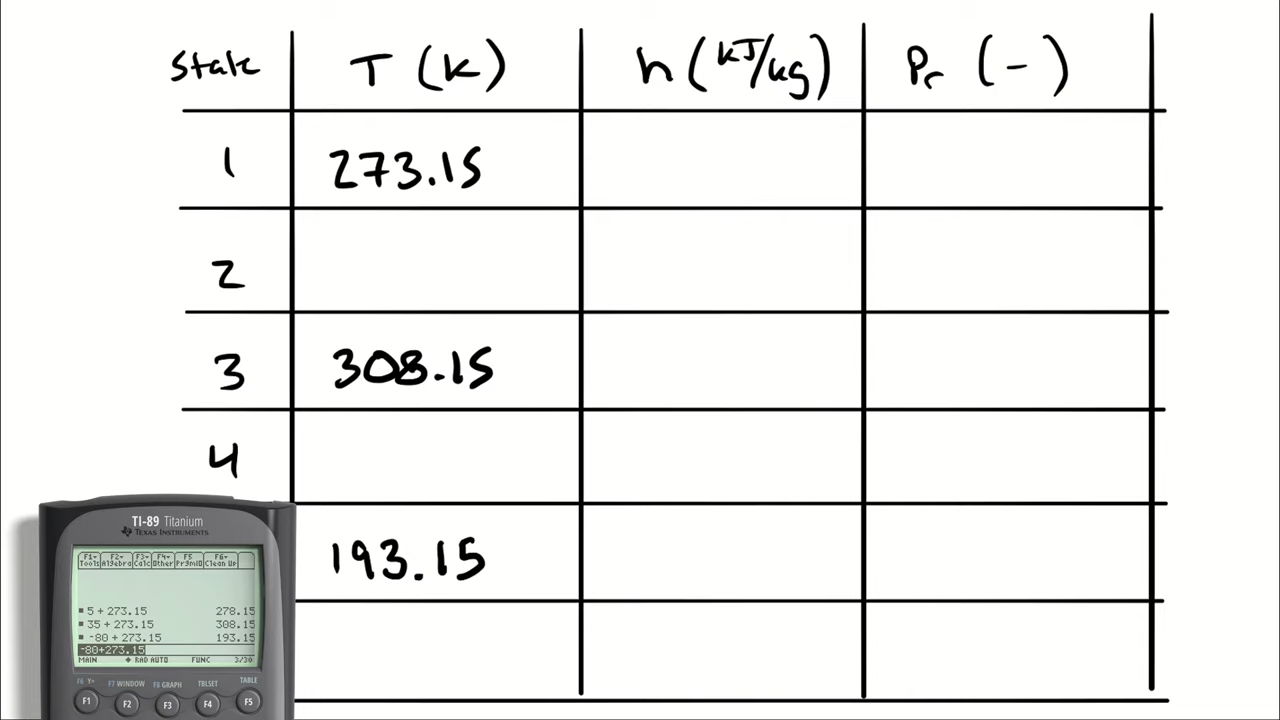 State T (K) h (kJ/kg) Pr (-)
1 273.15
2
3 308.15
4
193.15
TI-89 Titanium
TEXAS INSTRUMENTS
F1▾ F2▾ F3▾ F4▾ F5 F6▾
Tools Algebra Calc Other PrgmIO Clean Up
5 + 273.15 278.15
35 + 273.15 308.15
-80 + 273.15 193.15
-80+273.15
MAIN RAD AUTO FUNC 3/30
F6 Y= F7 WINDOW F8 GRAPH TBLSET TABLE
F1 F2 F3 F4 F5